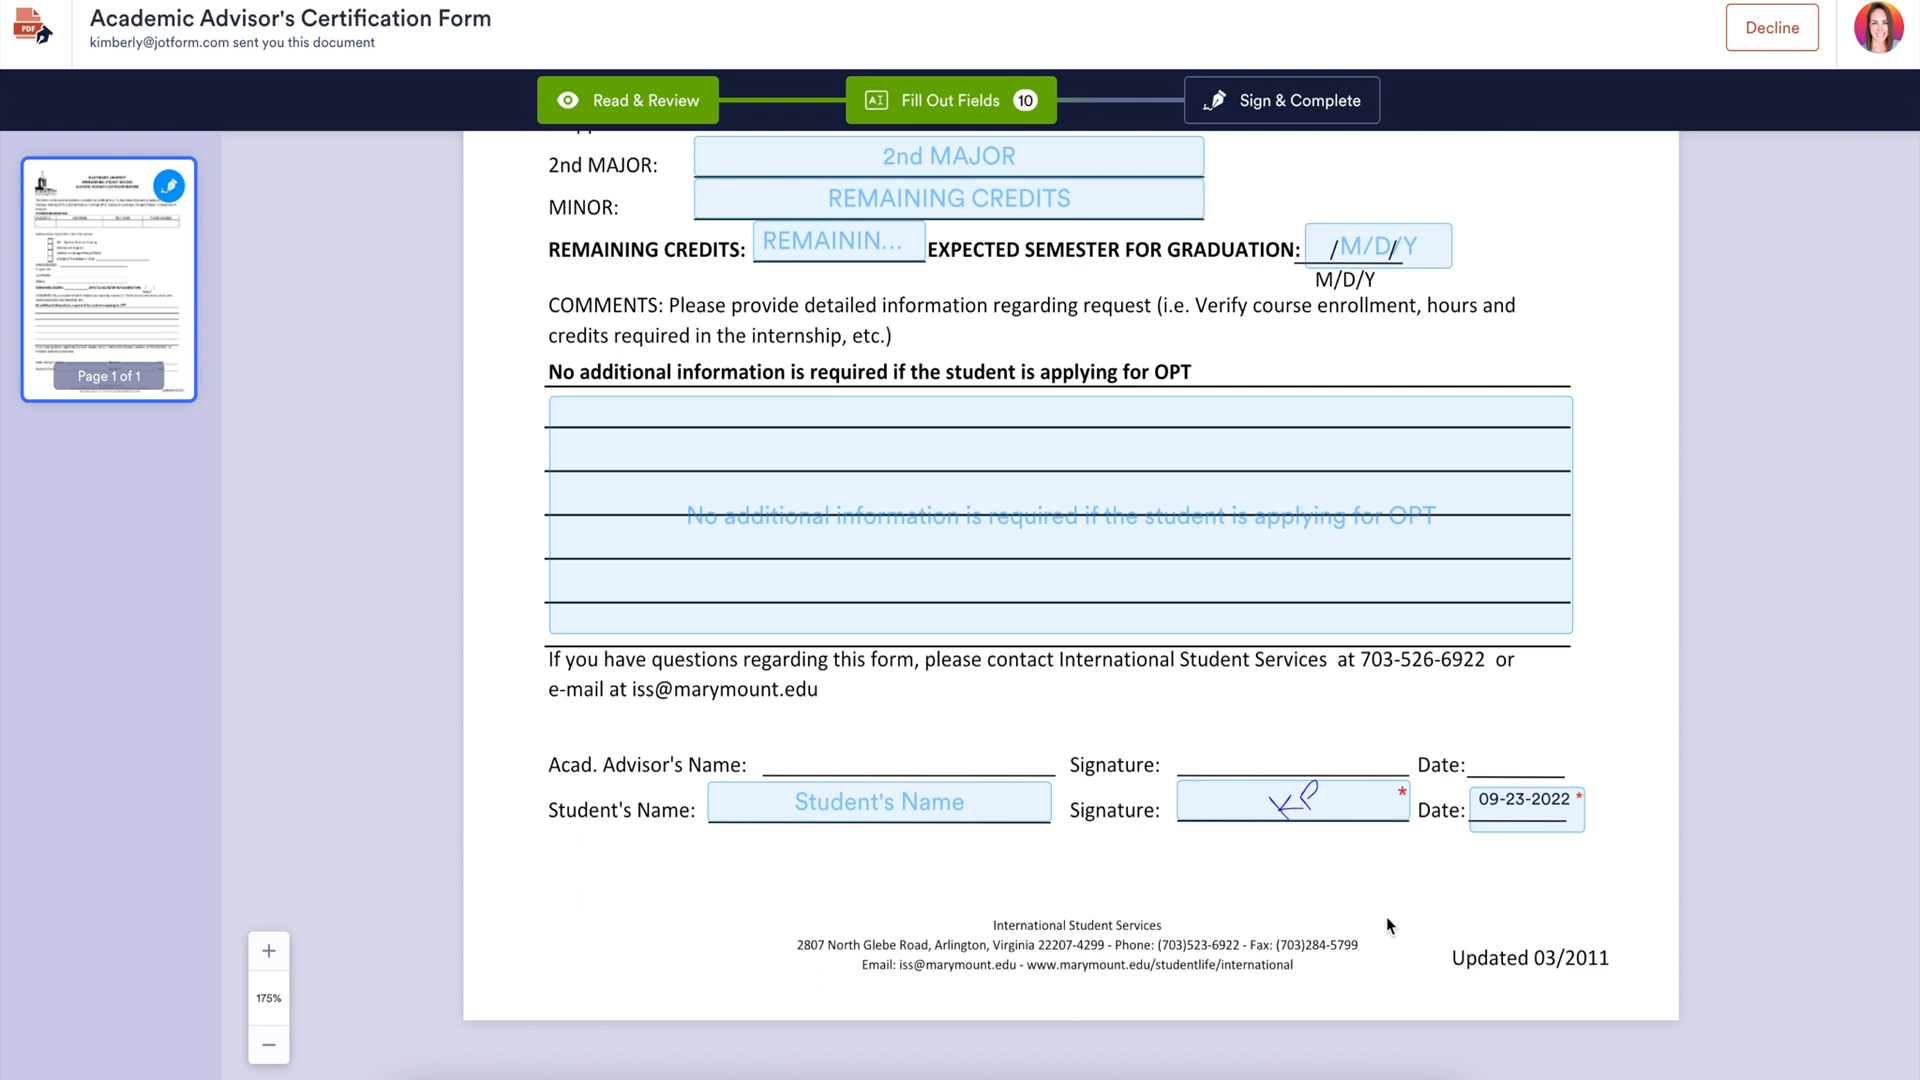 Academic Advisor's Certification Form
kimberly@jotform.com sent you this document
Decline
PDF
Read & Review
Fill Out Fields 10
Sign & Complete
2nd MAJOR: 2nd MAJOR
MINOR: REMAINING CREDITS
REMAINING CREDITS: REMAININ... EXPECTED SEMESTER FOR GRADUATION: / M/D/Y /
M/D/Y
COMMENTS: Please provide detailed information regarding request (i.e. Verify course enrollment, hours and
credits required in the internship, etc.)
No additional information is required if the student is applying for OPT
No additional information is required if the student is applying for OPT
If you have questions regarding this form, please contact International Student Services at 703-526-6922 or
e-mail at iss@marymount.edu
Acad. Advisor's Name: Signature: Date:
Student's Name: Student's Name Signature: KP * Date: 09-23-2022 *
International Student Services
2807 North Glebe Road, Arlington, Virginia 22207-4299 - Phone: (703)523-6922 - Fax: (703)284-5799
Email: iss@marymount.edu - www.marymount.edu/studentlife/international
Updated 03/2011
Page 1 of 1
+
175%
−